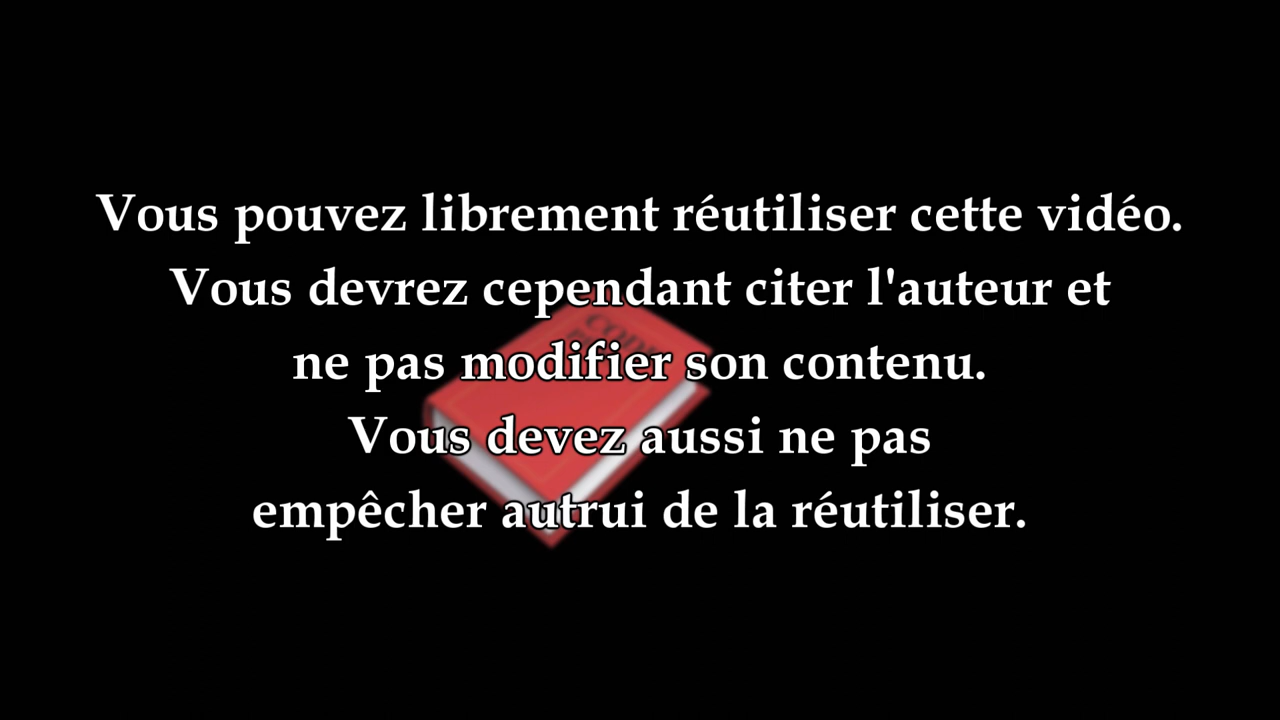 Vous pouvez librement réutiliser cette vidéo.
Vous devrez cependant citer l'auteur et
ne pas modifier son contenu.
Vous devez aussi ne pas
empêcher autrui de la réutiliser.